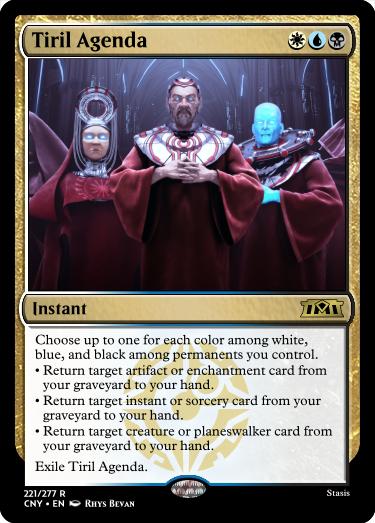 Tiril Agenda
Instant
Choose up to one for each color among white,
blue, and black among permanents you control.
• Return target artifact or enchantment card from
your graveyard to your hand.
• Return target instant or sorcery card from your
graveyard to your hand.
• Return target creature or planeswalker card from
your graveyard to your hand.
Exile Tiril Agenda.
221/277 R
Stasis
CNY • EN Rhys Bevan